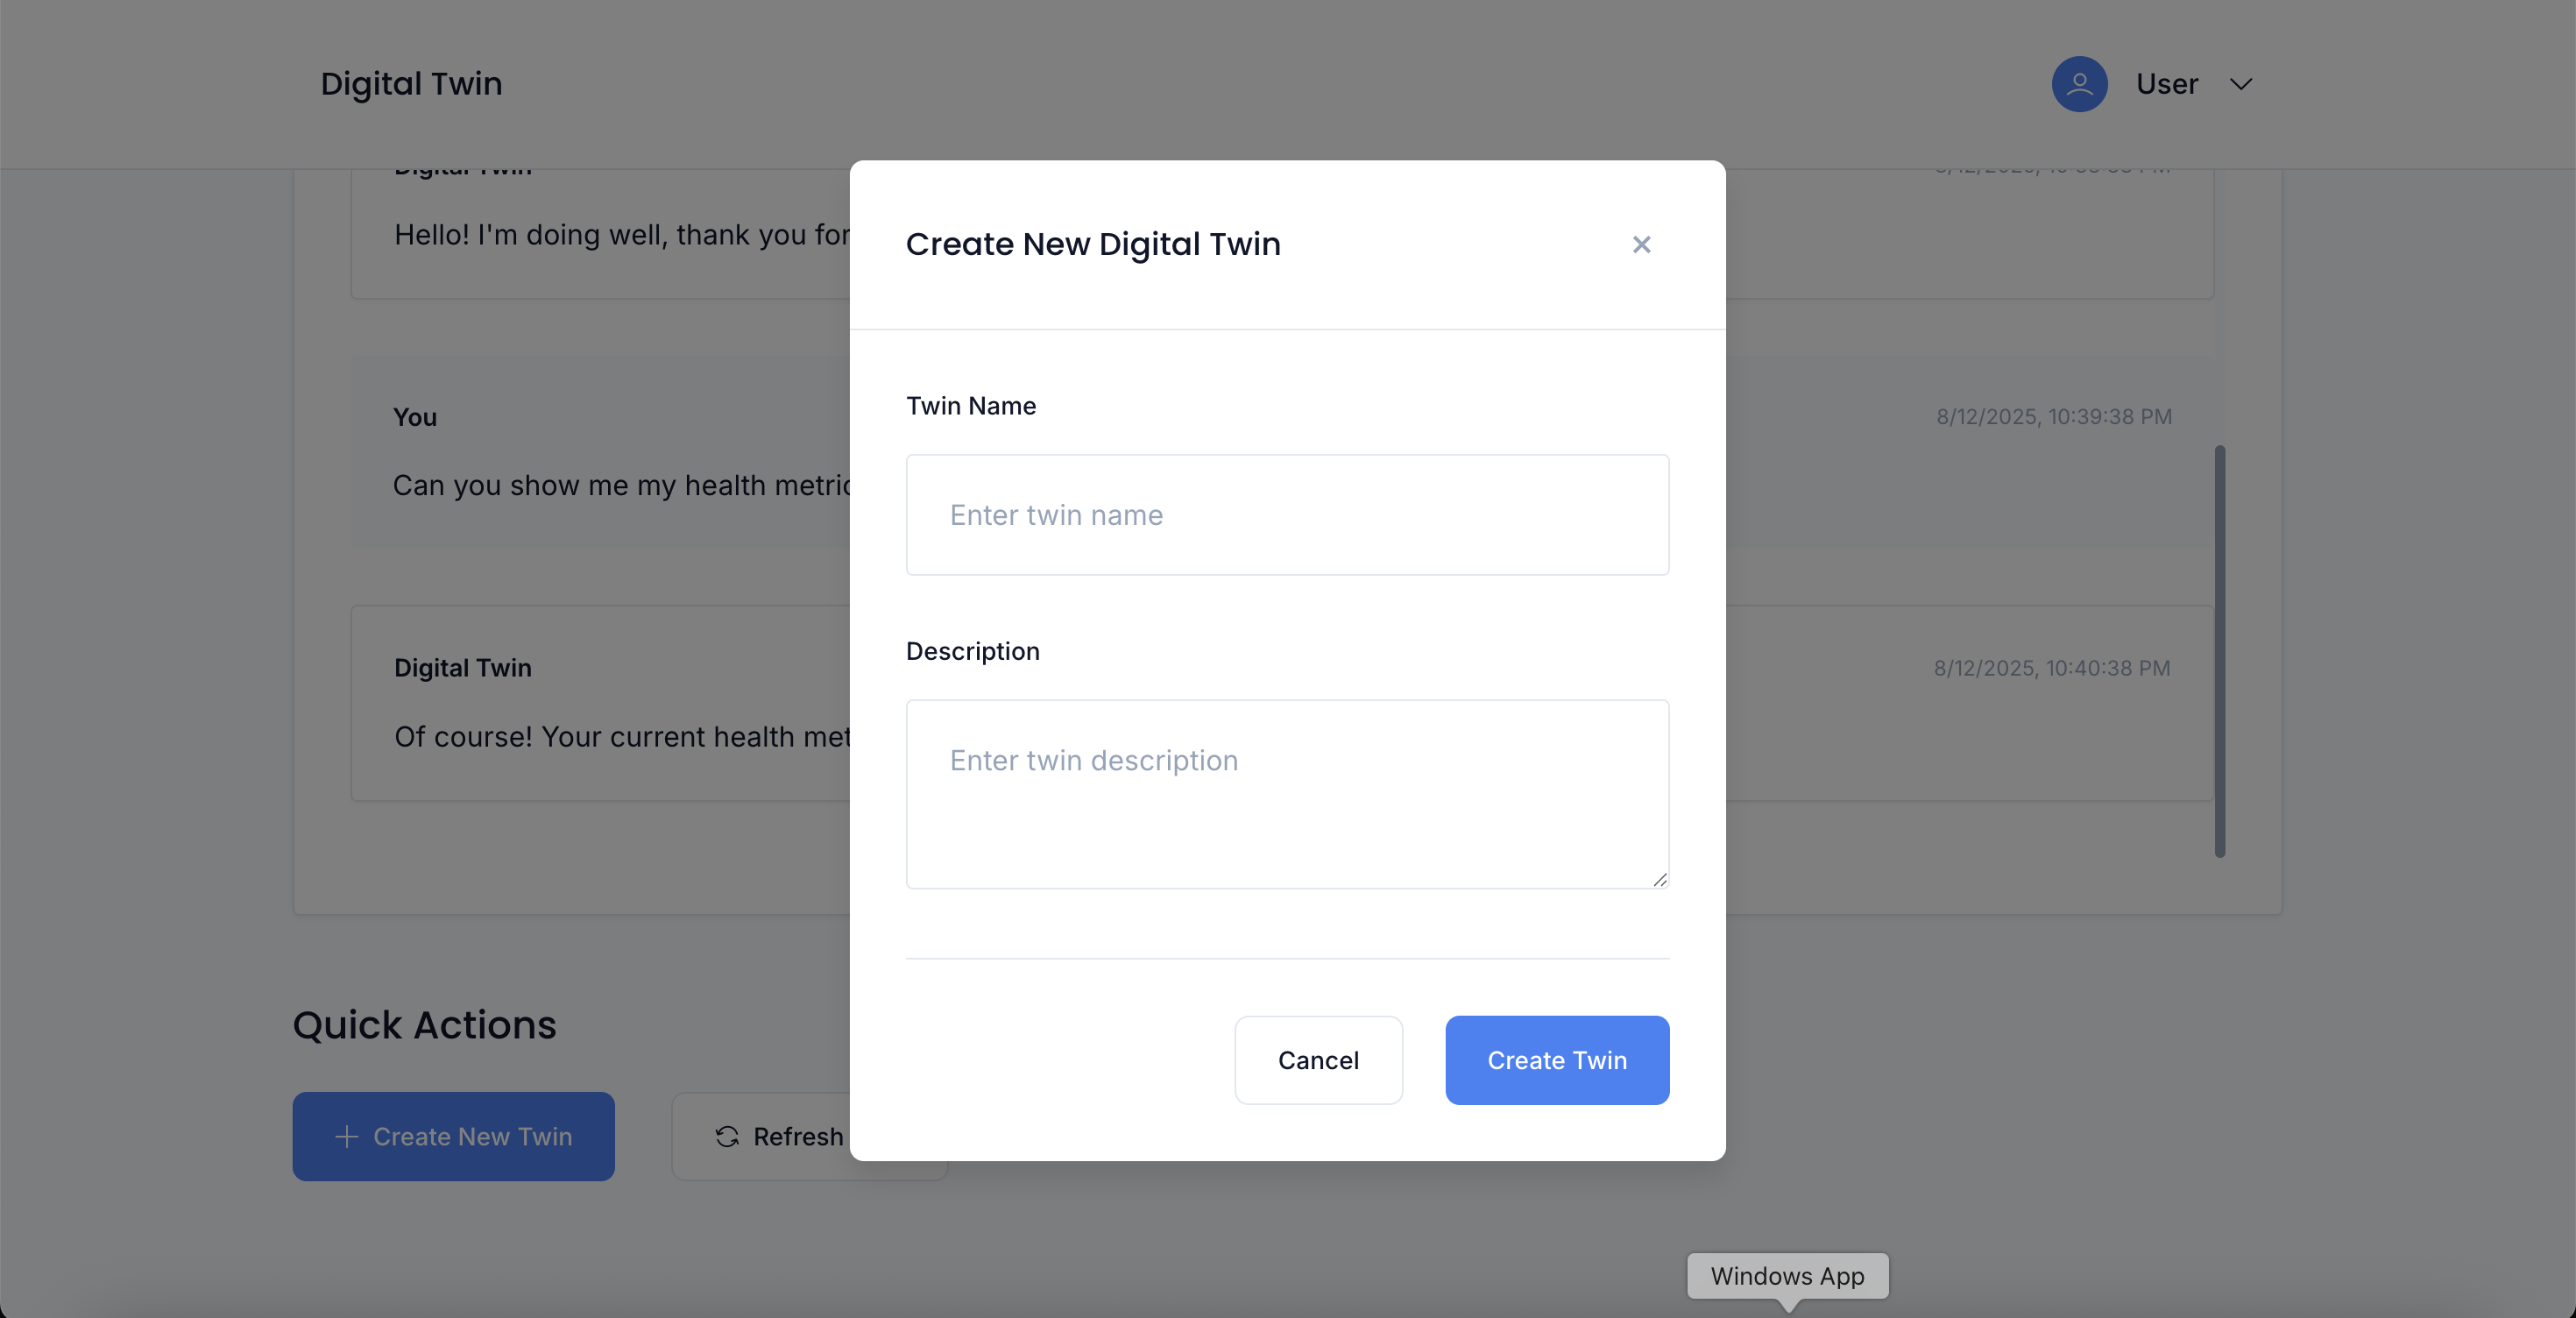 Digital Twin
User
Digital Twin
Hello! I'm doing well, thank you for
You
8/12/2025, 10:39:38 PM
Can you show me my health metric
Digital Twin
8/12/2025, 10:40:38 PM
Of course! Your current health met
Quick Actions
Create New Twin
Refresh
Create New Digital Twin
Twin Name
Enter twin name
Description
Enter twin description
Cancel
Create Twin
Windows App